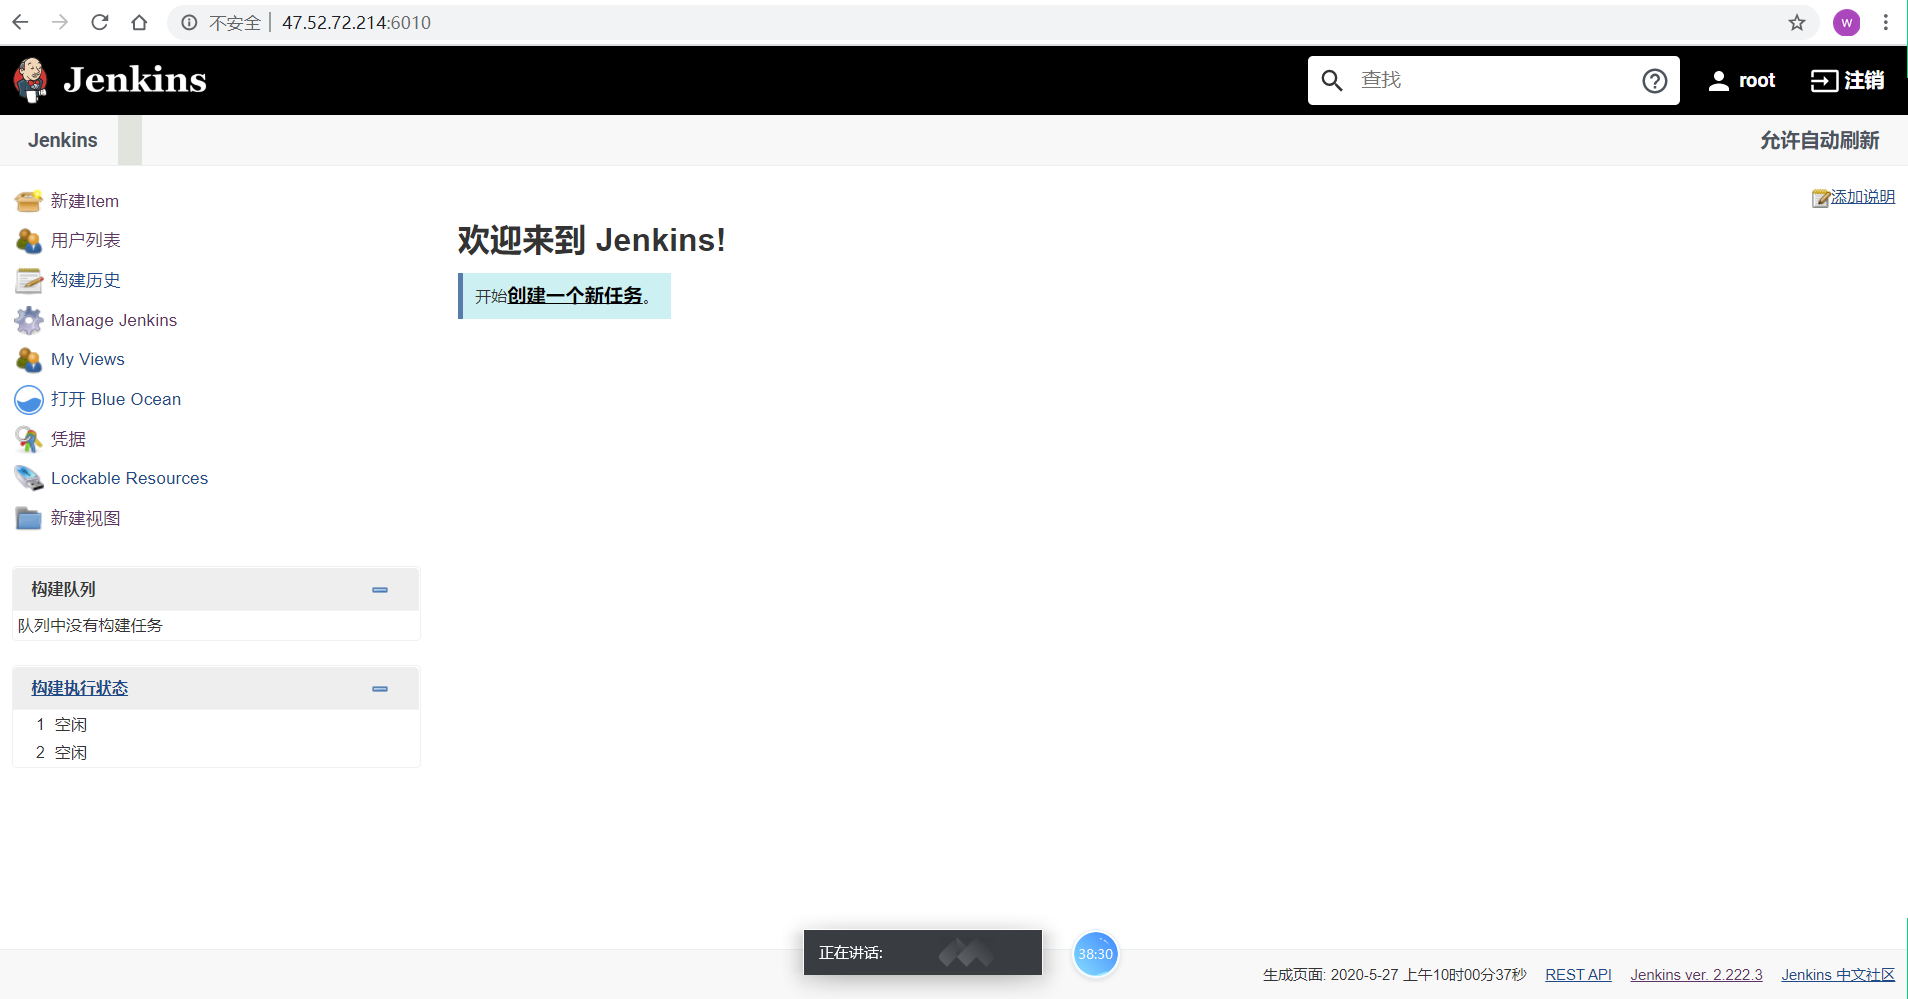 不安全 | 47.52.72.214:6010
W
Jenkins
查找
root
注销
Jenkins
允许自动刷新
新建Item
用户列表
构建历史
Manage Jenkins
My Views
打开 Blue Ocean
凭据
Lockable Resources
新建视图
添加说明
欢迎来到 Jenkins!
开始创建一个新任务。
构建队列
队列中没有构建任务
构建执行状态
1 空闲
2 空闲
正在讲话:
38:30
生成页面: 2020-5-27 上午10时00分37秒 REST API Jenkins ver. 2.222.3 Jenkins 中文社区